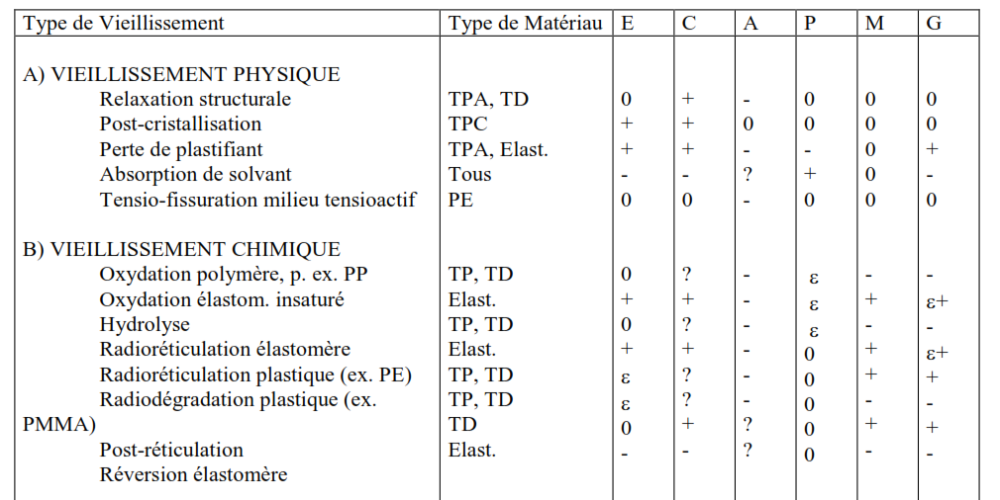 Type de Vieillissement Type de Matériau E C A P M G
A) VIEILLISSEMENT PHYSIQUE
Relaxation structurale TPA, TD 0 + - 0 0 0
Post-cristallisation TPC + + 0 0 0 0
Perte de plastifiant TPA, Elast. + + - - 0 +
Absorption de solvant Tous - - ? + 0 -
Tensio-fissuration milieu tensioactif PE 0 0 - 0 0 0
B) VIEILLISSEMENT CHIMIQUE
Oxydation polymère, p. ex. PP TP, TD 0 ? - ε - -
Oxydation élastom. insaturé Elast. + + - ε + ε+
Hydrolyse TP, TD 0 ? - ε - -
Radioréticulation élastomère Elast. + + - 0 + ε+
Radioréticulation plastique (ex. PE) TP, TD ε ? - 0 + +
Radiodégradation plastique (ex. TP, TD ε ? - 0 - -
PMMA) TD 0 + ? 0 + +
Post-réticulation Elast. - - ? 0 - -
Réversion élastomère